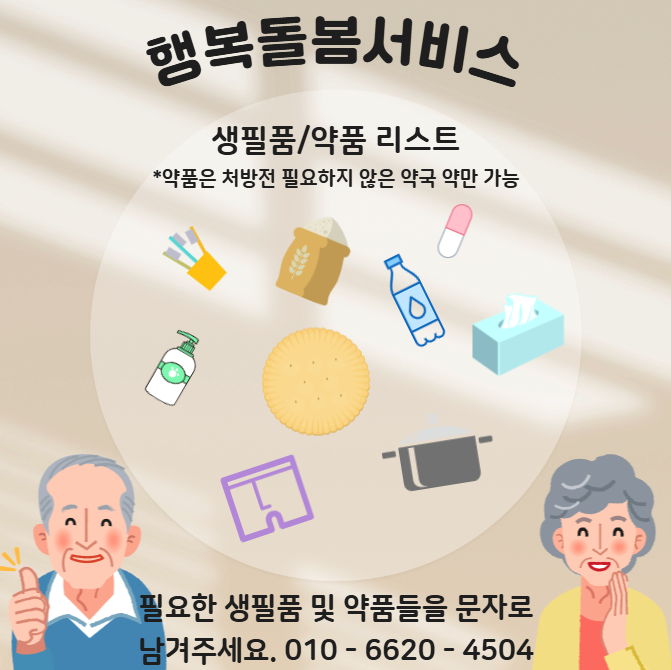 행복돌봄서비스
생필품/약품 리스트
*약품은 처방전 필요하지 않은 약국 약만 가능
필요한 생필품 및 약품들을 문자로
남겨주세요. 010 - 6620 - 4504